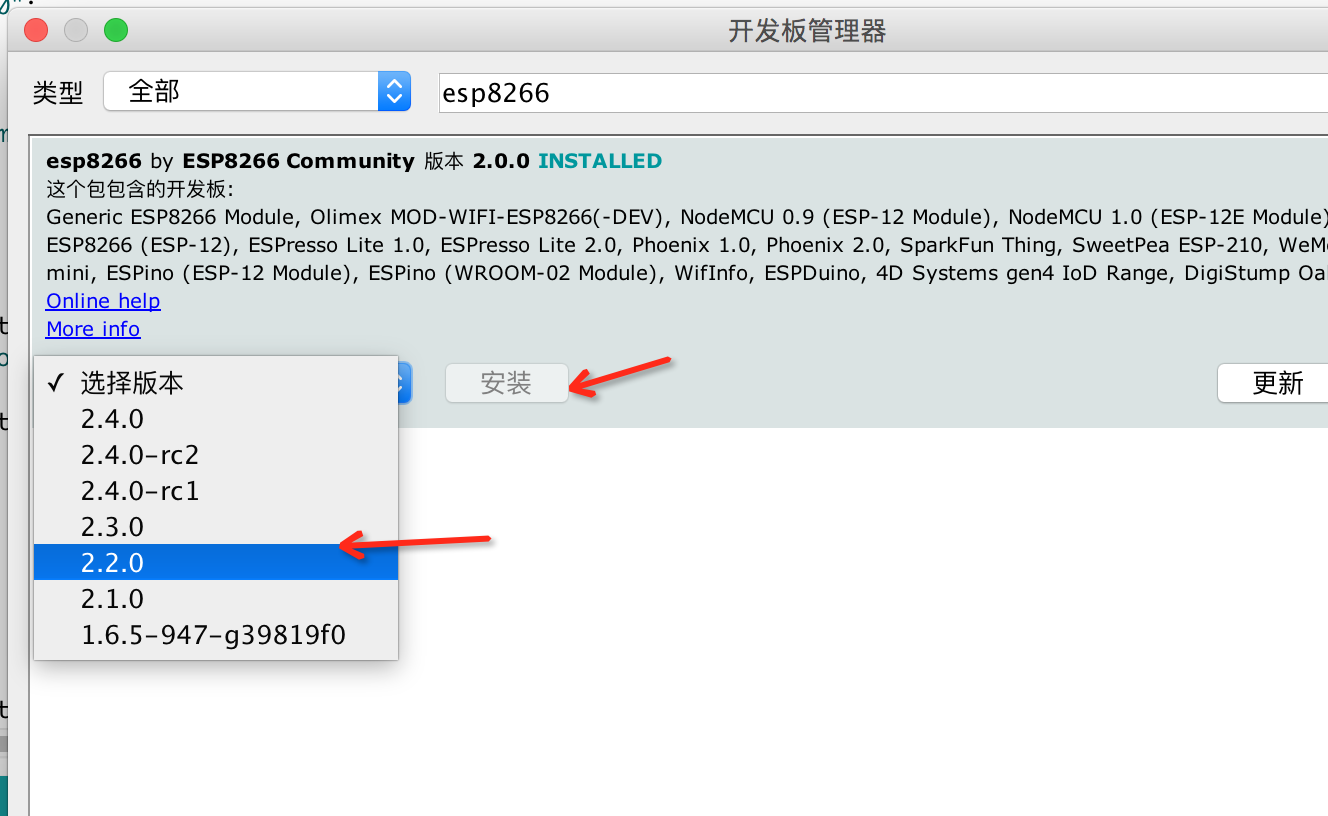 开发板管理器
类型 全部 esp8266
esp8266 by ESP8266 Community 版本 2.0.0 INSTALLED
这个包包含的开发板:
Generic ESP8266 Module, Olimex MOD-WIFI-ESP8266(-DEV), NodeMCU 0.9 (ESP-12 Module), NodeMCU 1.0 (ESP-12E Module)
ESP8266 (ESP-12), ESPresso Lite 1.0, ESPresso Lite 2.0, Phoenix 1.0, Phoenix 2.0, SparkFun Thing, SweetPea ESP-210,
mini, ESPino (ESP-12 Module), ESPino (WROOM-02 Module), WifInfo, ESPDuino, 4D Systems gen4 IoD Range, DigiStump
Online help
More info
✓ 选择版本 安装 更新
2.4.0
2.4.0-rc2
2.4.0-rc1
2.3.0
2.2.0
2.1.0
1.6.5-947-g39819f0